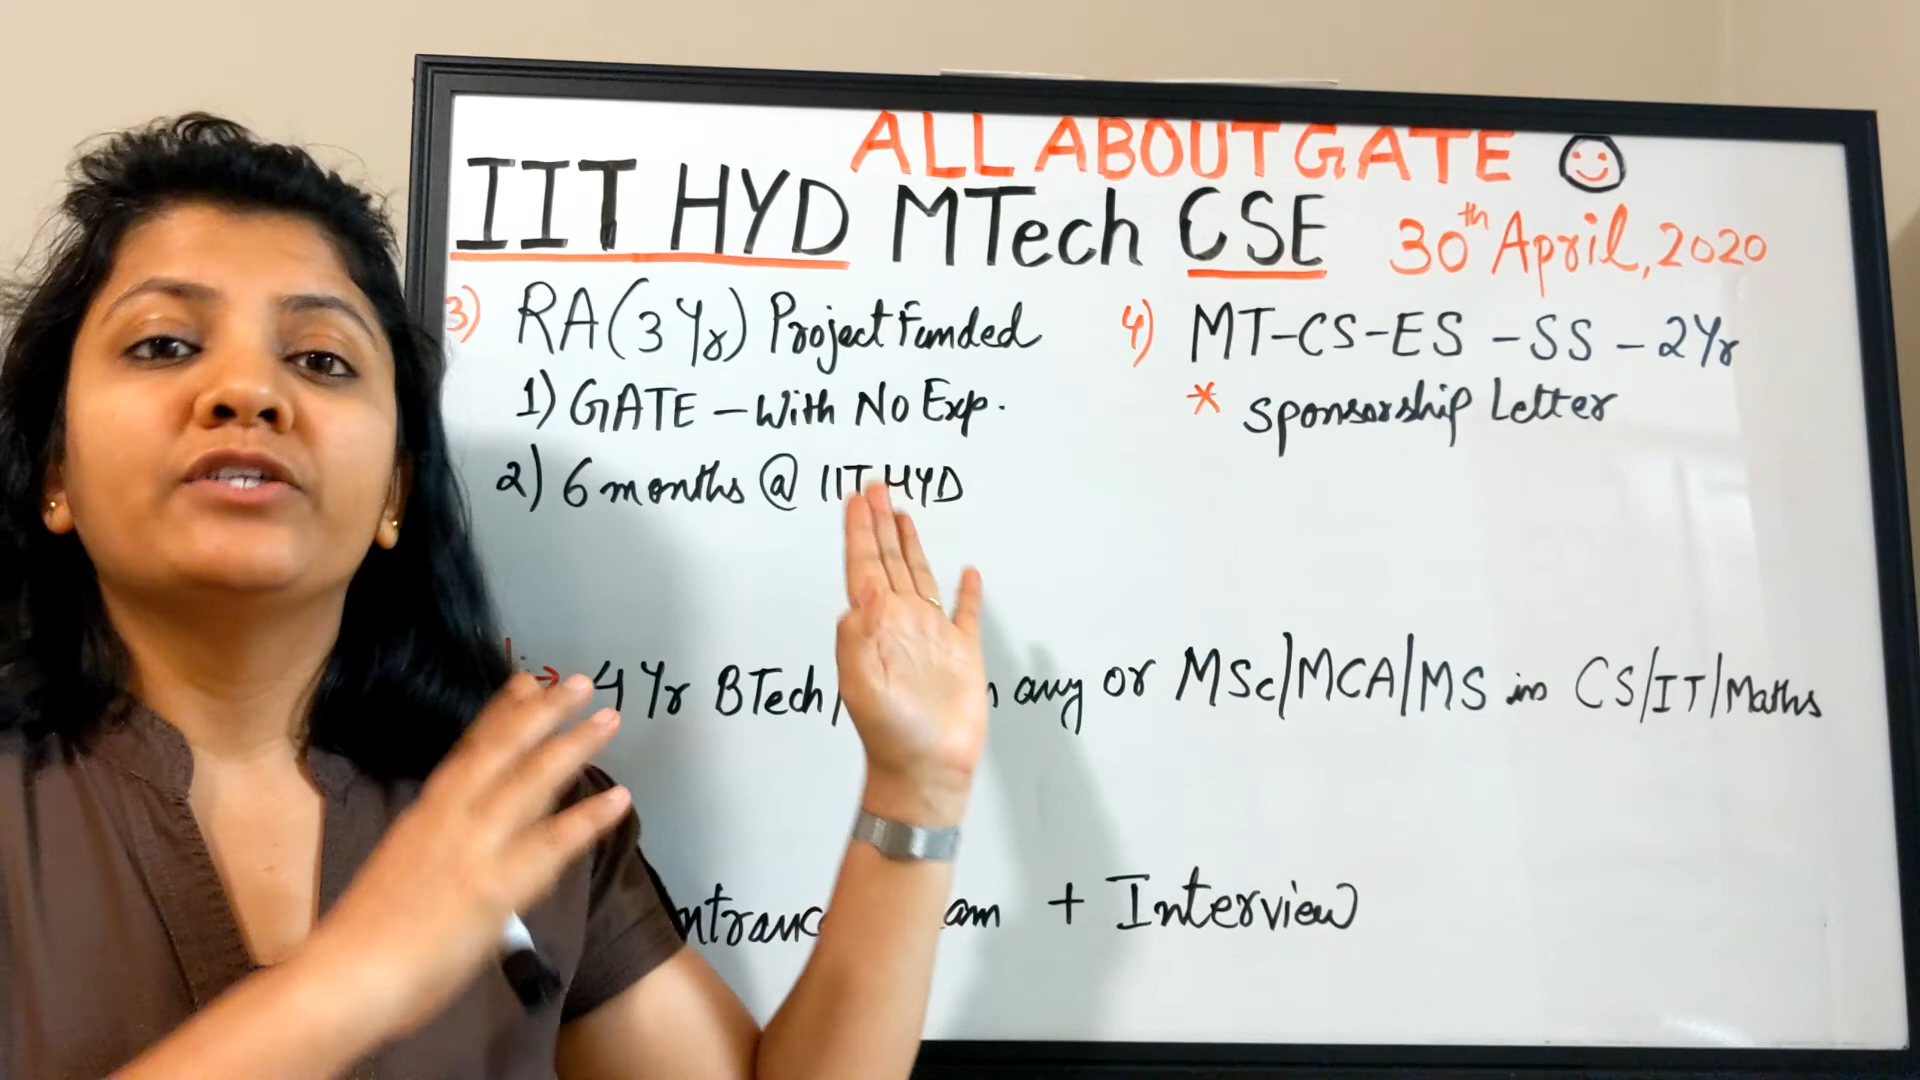 ALL ABOUT GATE
IIT HYD MTech CSE 30th April, 2020
3) RA (3 Yr) Project Funded
1) GATE - With No Exp.
2) 6 months @ IIT HYD
4) MT-CS-ES -SS - 2Yr
* Sponsorship Letter
4 Yr BTech/ any or MSc/MCA/MS in CS/IT/Maths
+ Interview